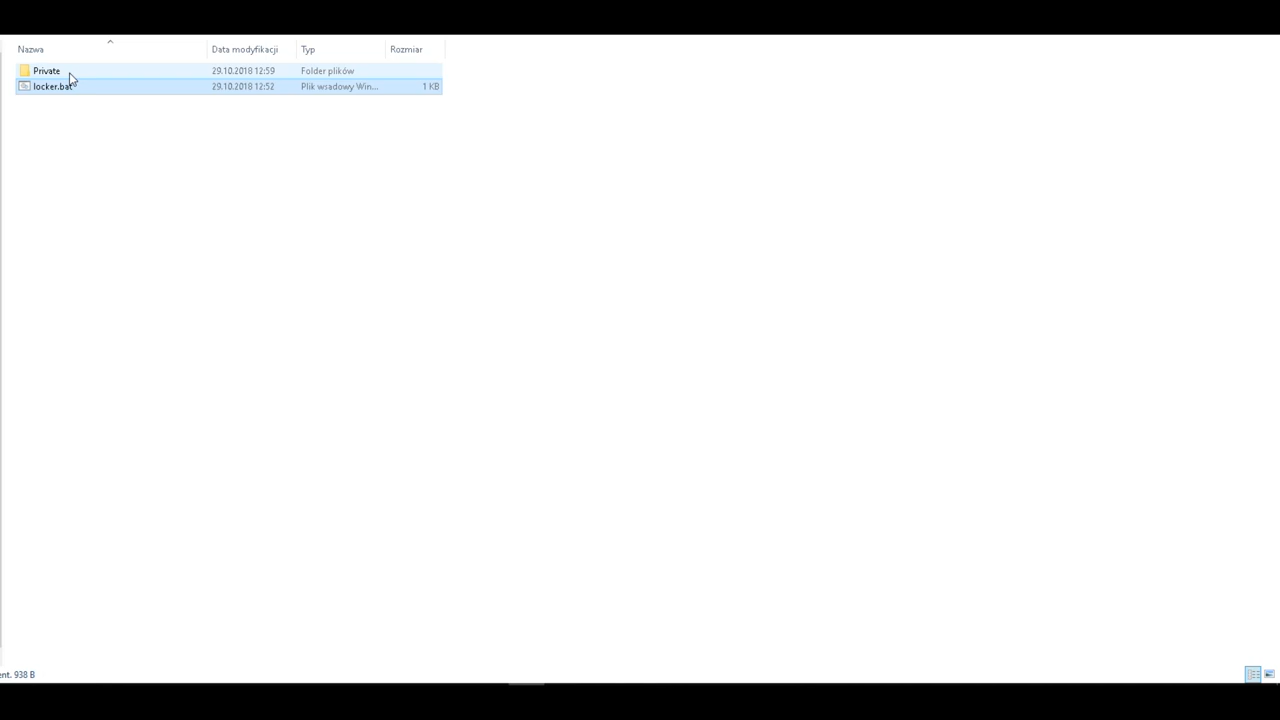 Nazwa Data modyfikacji Typ Rozmiar
Private 29.10.2018 12:59 Folder plików
locker.bat 29.10.2018 12:52 Plik wsadowy Win... 1 KB
ent. 938 B